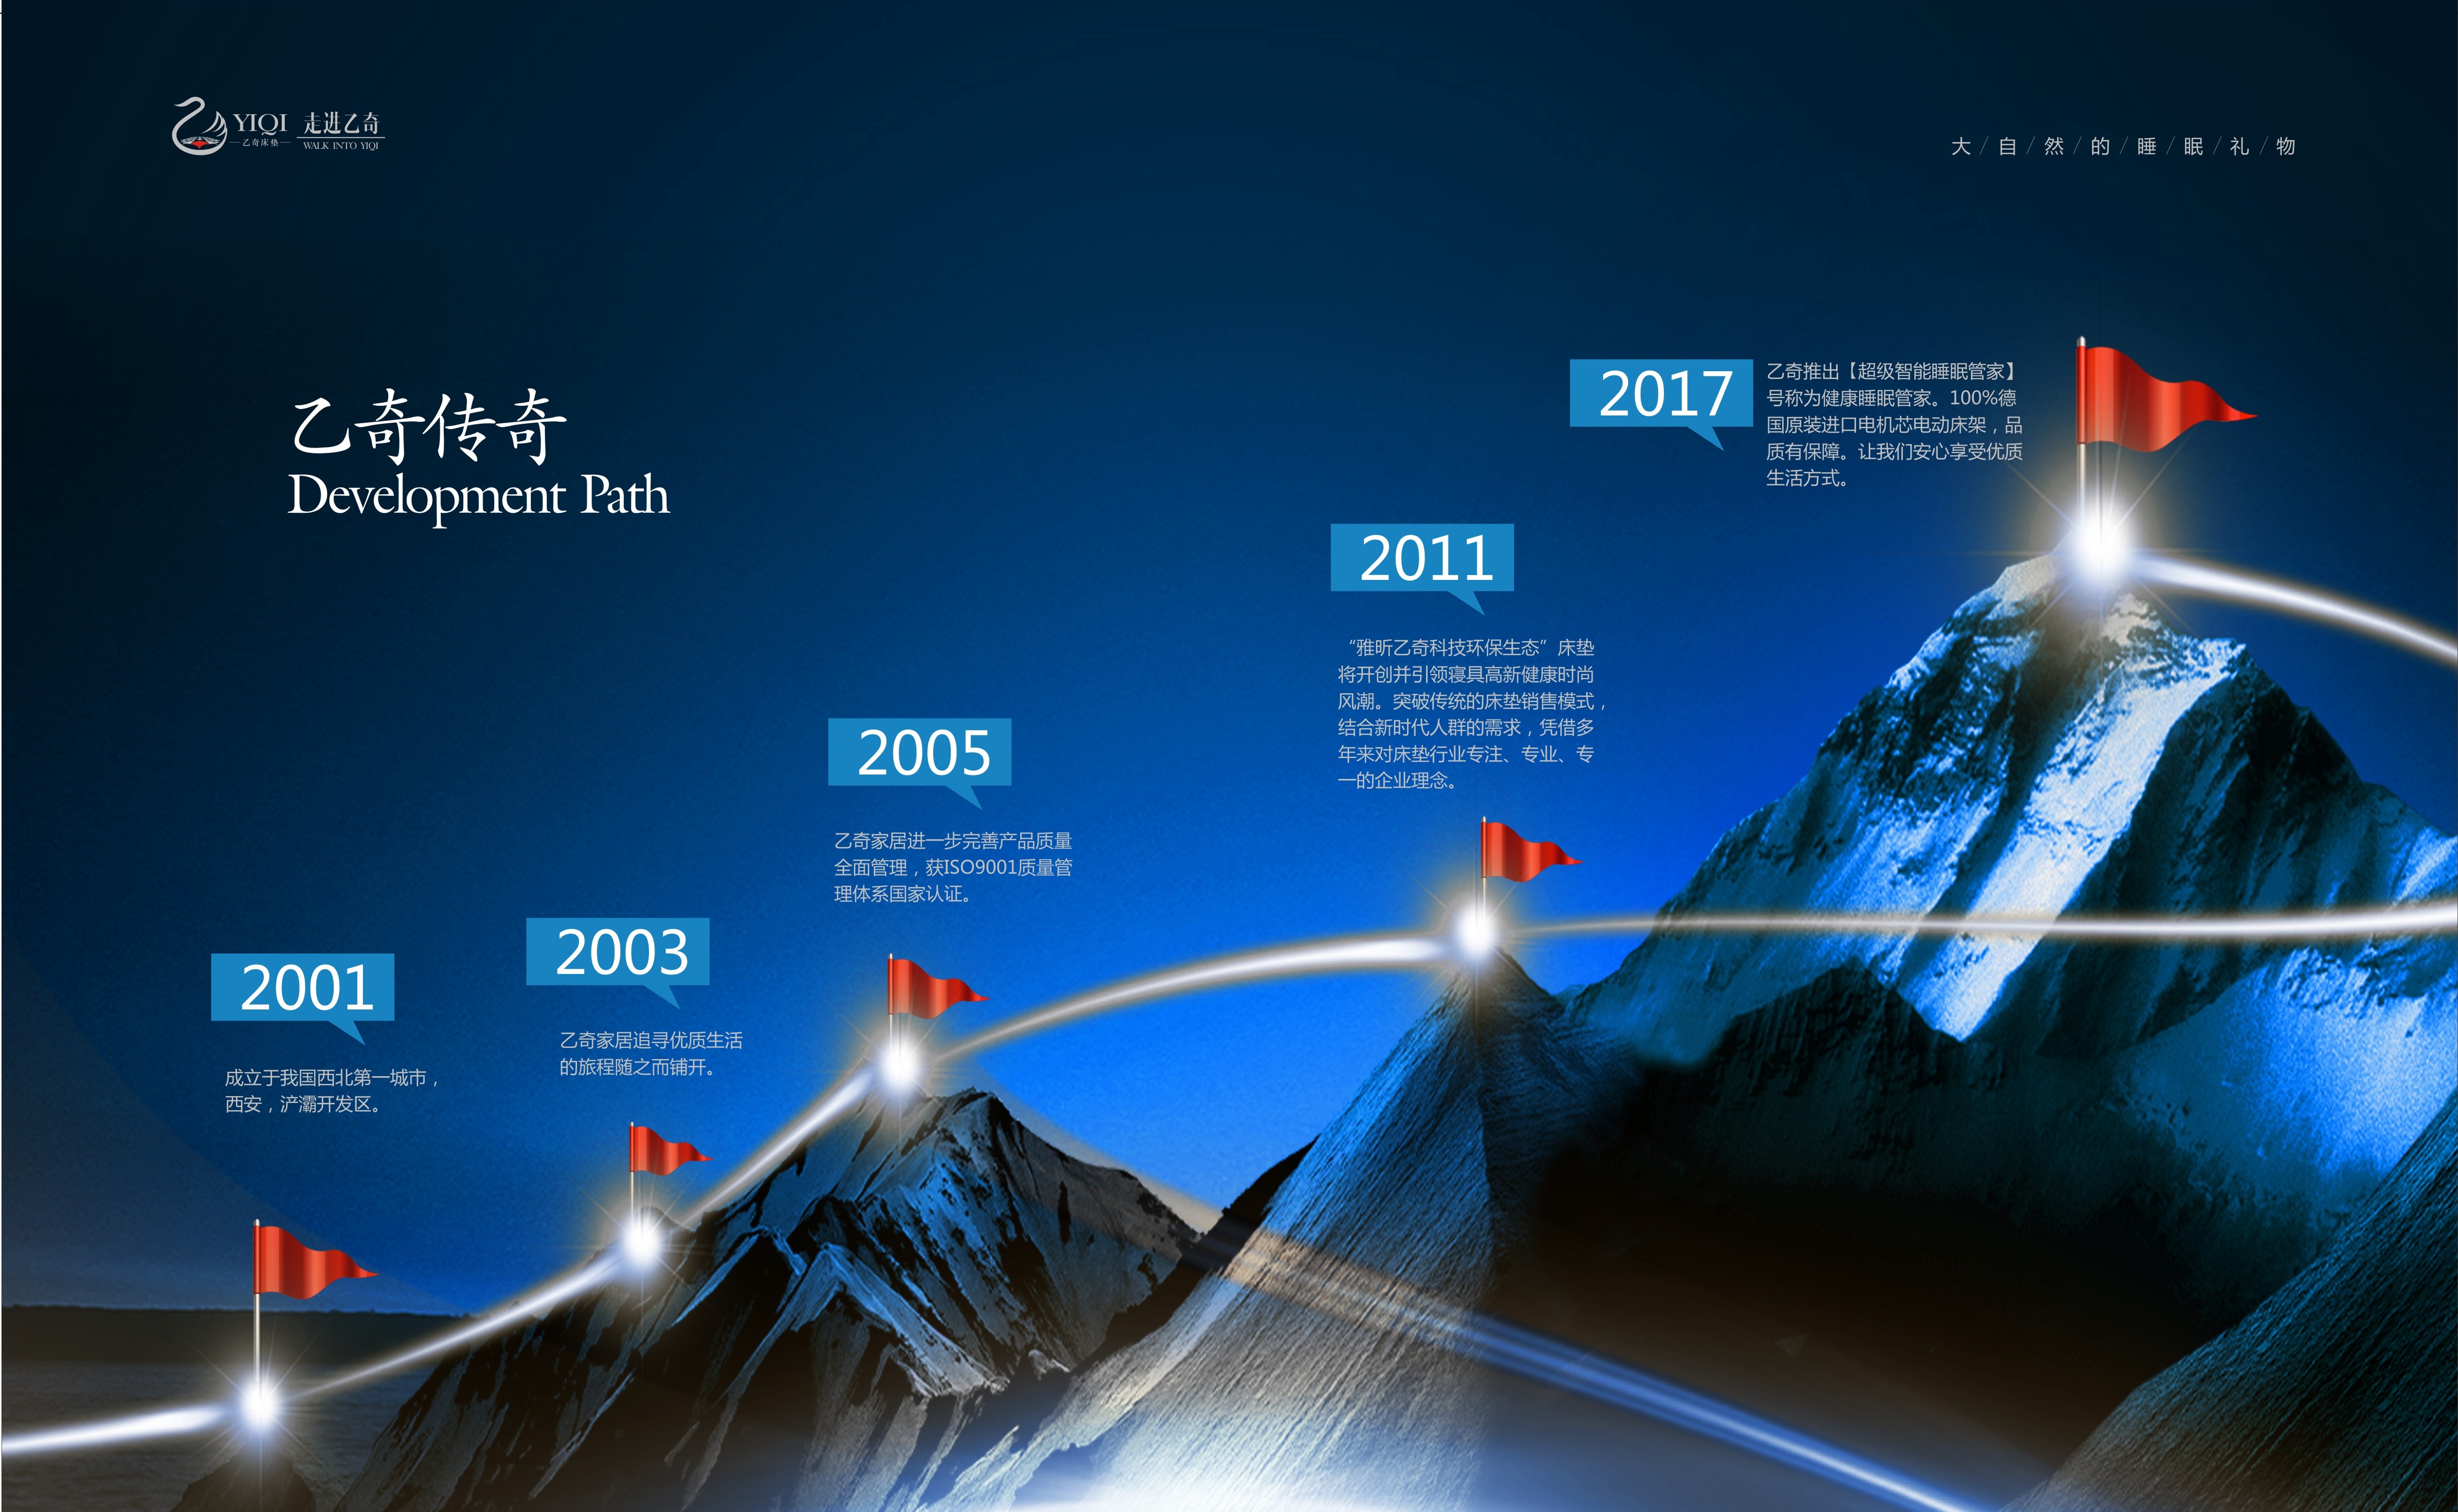 YIQI
乙奇床垫
走进乙奇
WALK INTO YIQI
大/自/然/的/睡/眠/礼/物
乙奇传奇
Development Path
2001
成立于我国西北第一城市，
西安，浐灞开发区。
2003
乙奇家居追寻优质生活
的旅程随之而铺开。
2005
乙奇家居进一步完善产品质量
全面管理，获ISO9001质量管
理体系国家认证。
2011
“雅昕乙奇科技环保生态”床垫
将开创并引领寝具高新健康时尚
风潮。突破传统的床垫销售模式，
结合新时代人群的需求，凭借多
年来对床垫行业专注、专业、专
一的企业理念。
2017
乙奇推出【超级智能睡眠管家】
号称为健康睡眠管家。100%德
国原装进口电机芯电动床架，品
质有保障。让我们安心享受优质
生活方式。